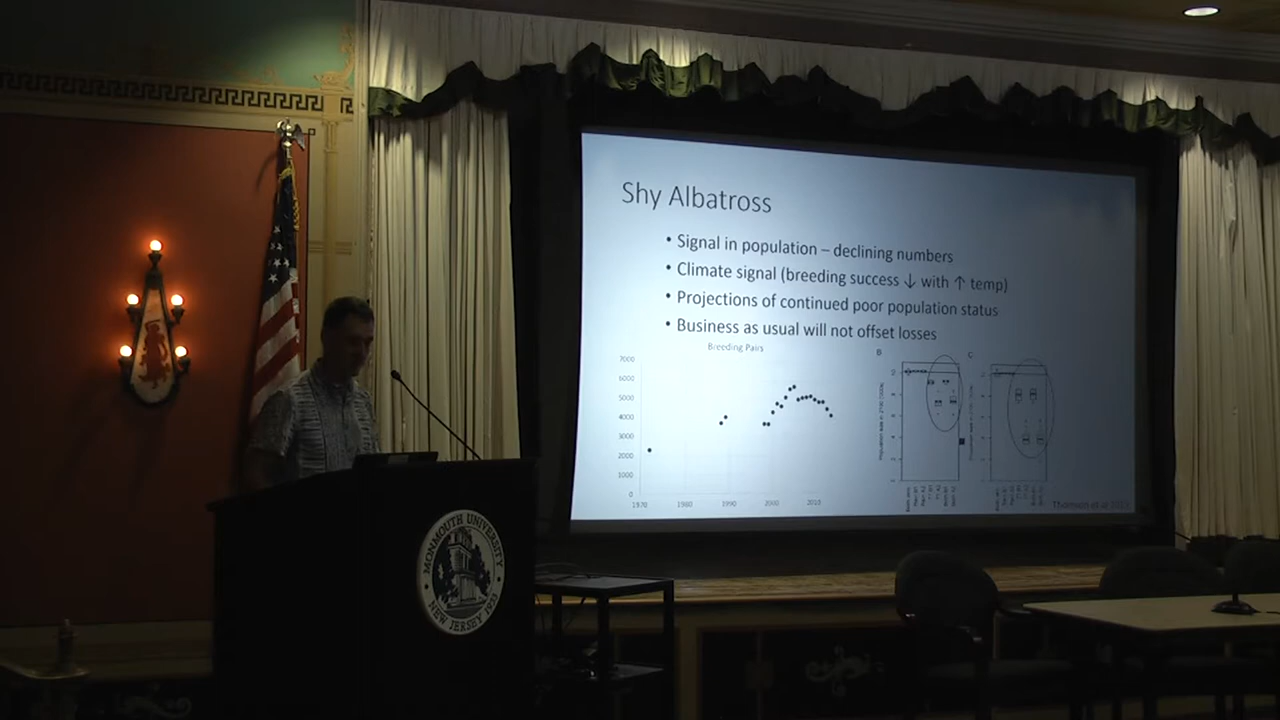 Shy Albatross
• Signal in population – declining numbers
• Climate signal (breeding success ↓ with ↑ temp)
• Projections of continued poor population status
• Business as usual will not offset losses
Breeding Pairs
7000
6000
5000
4000
3000
2000
1000
0
1970
1980
1990
2000
2010
B
C
MONMOUTH UNIVERSITY
NEW JERSEY 1933